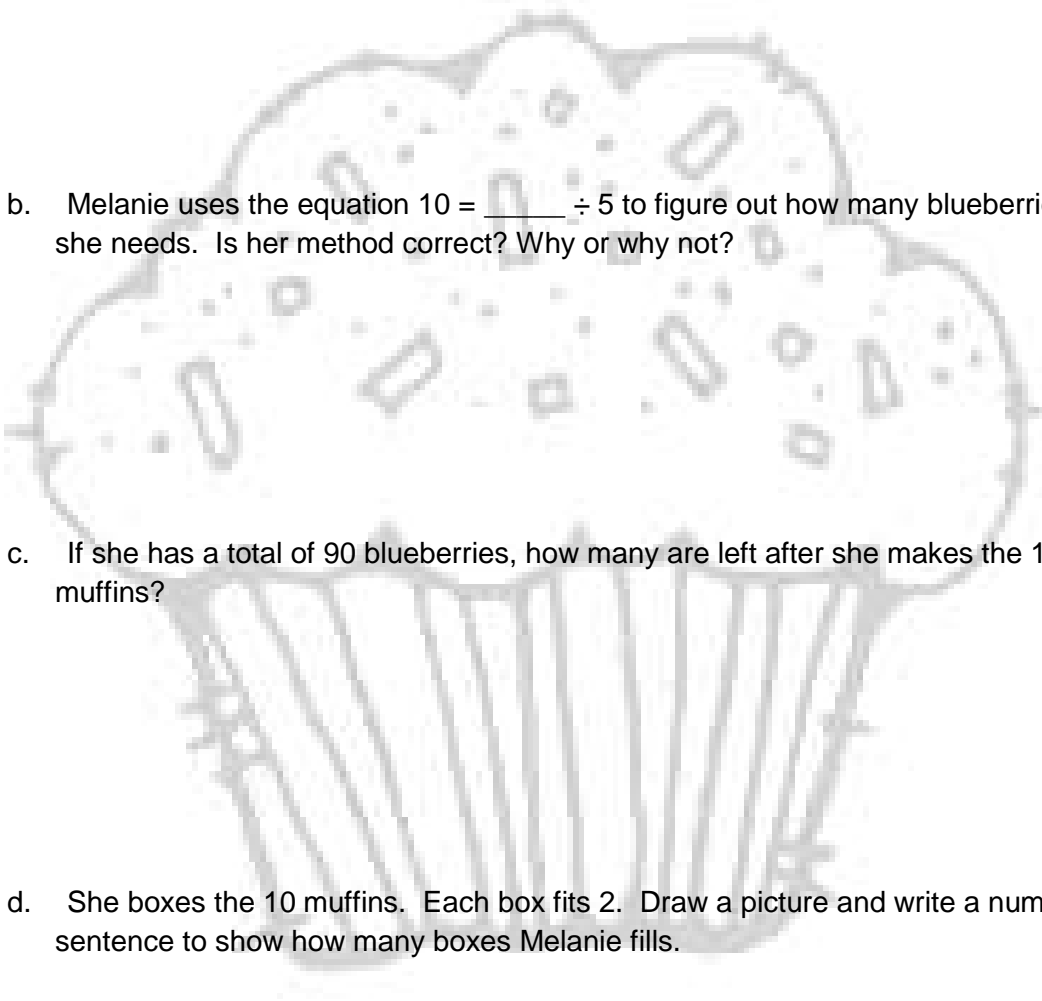 b. Melanie uses the equation 10 = _____ ÷ 5 to figure out how many blueberri
she needs. Is her method correct? Why or why not?
c. If she has a total of 90 blueberries, how many are left after she makes the 1
muffins?
d. She boxes the 10 muffins. Each box fits 2. Draw a picture and write a num
sentence to show how many boxes Melanie fills.